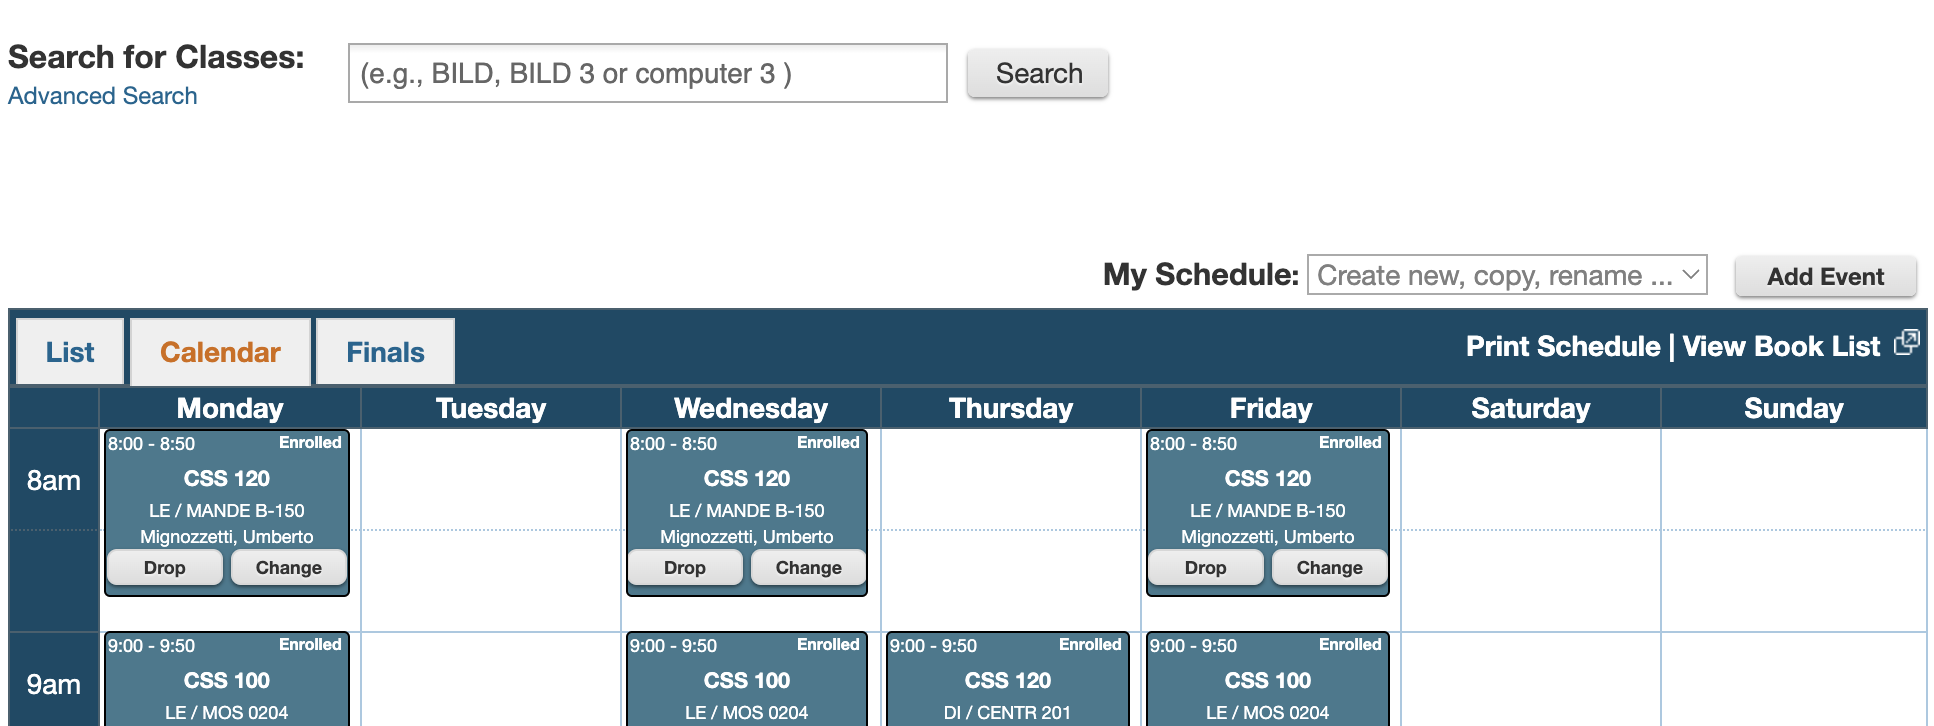 Search for Classes:
Advanced Search
(e.g., BILD, BILD 3 or computer 3 )
Search
My Schedule:
Create new, copy, rename ...
Add Event
List
Calendar
Finals
Print Schedule | View Book List
Monday
Tuesday
Wednesday
Thursday
Friday
Saturday
Sunday
8am
8:00 - 8:50 Enrolled
CSS 120
LE / MANDE B-150
Mignozzetti, Umberto
Drop Change
8:00 - 8:50 Enrolled
CSS 120
LE / MANDE B-150
Mignozzetti, Umberto
Drop Change
8:00 - 8:50 Enrolled
CSS 120
LE / MANDE B-150
Mignozzetti, Umberto
Drop Change
9am
9:00 - 9:50 Enrolled
CSS 100
LE / MOS 0204
9:00 - 9:50 Enrolled
CSS 100
LE / MOS 0204
9:00 - 9:50 Enrolled
CSS 120
DI / CENTR 201
9:00 - 9:50 Enrolled
CSS 100
LE / MOS 0204